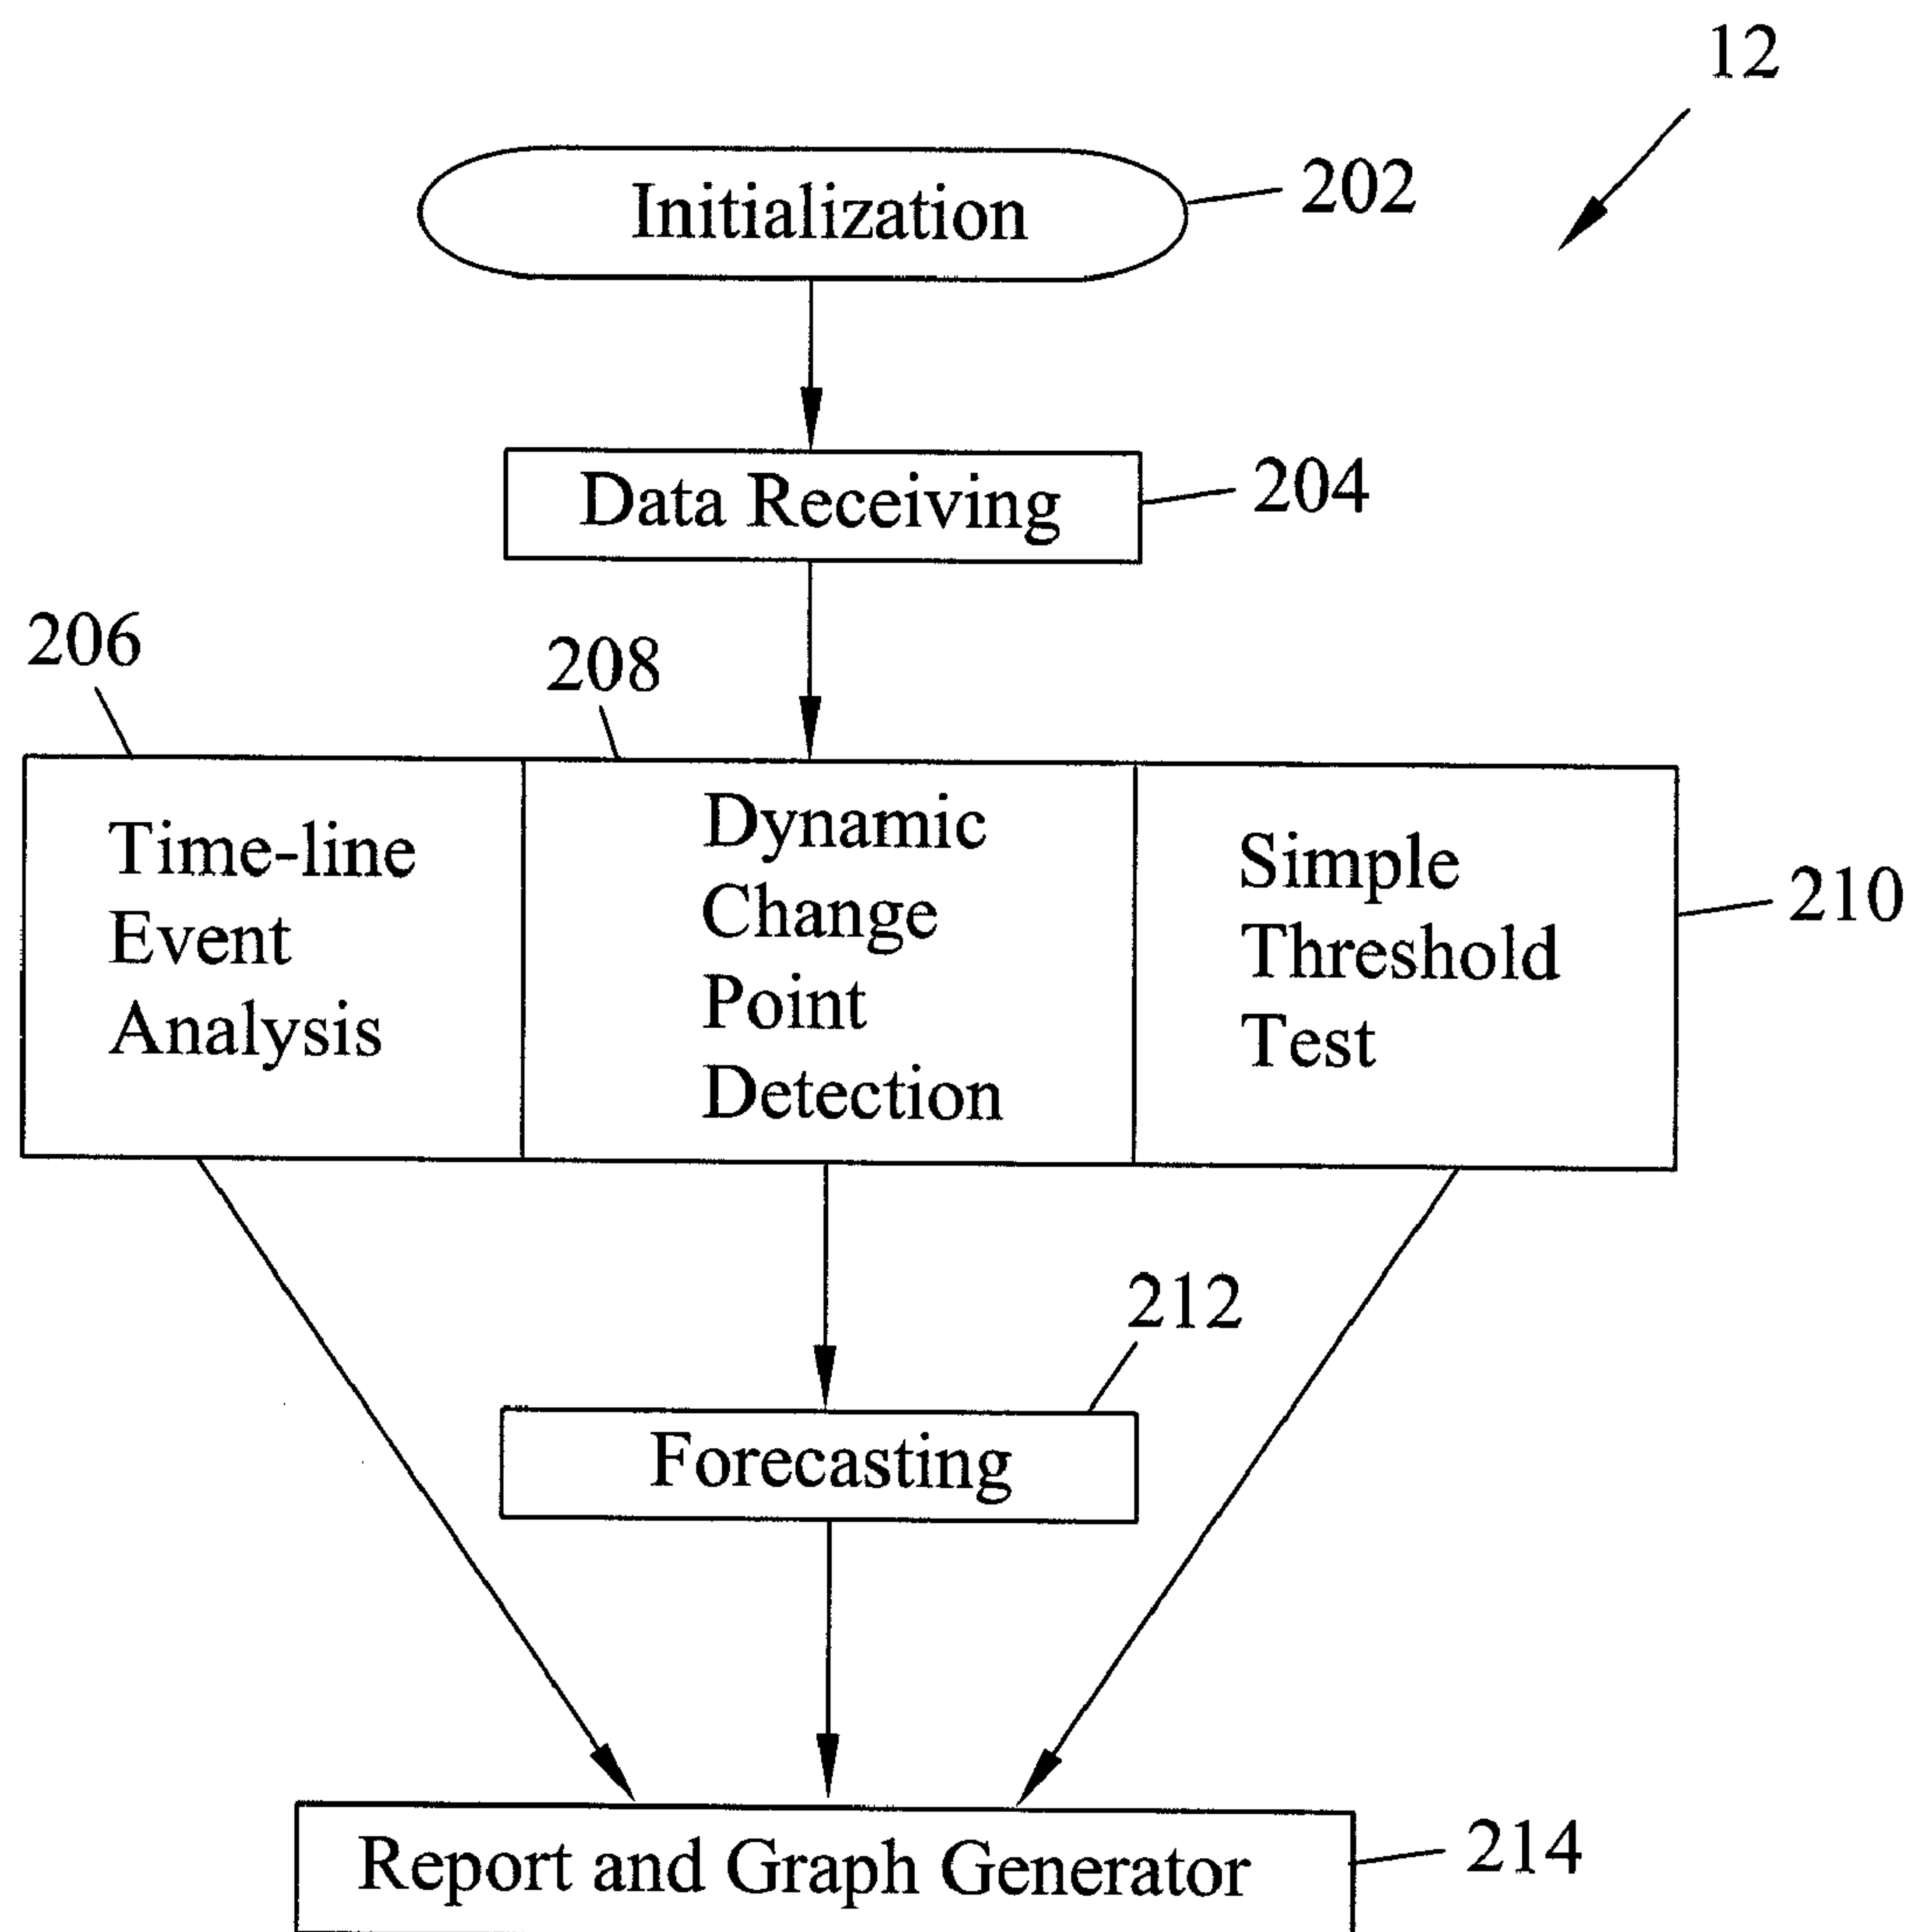 12
Initialization
202
Data Receiving
204
206
208
Time-line
Event
Analysis
Dynamic
Change
Point
Detection
Simple
Threshold
Test
210
212
Forecasting
Report and Graph Generator
214